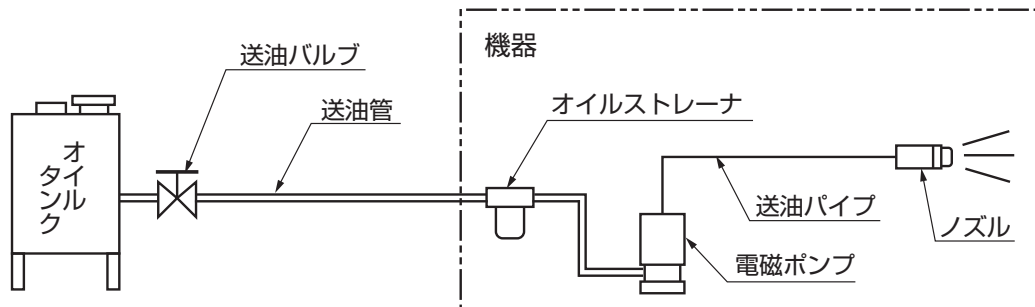 機器
送油バルブ
送油管
オイルストレーナ
オイル
タンク
送油パイプ
ノズル
電磁ポンプ